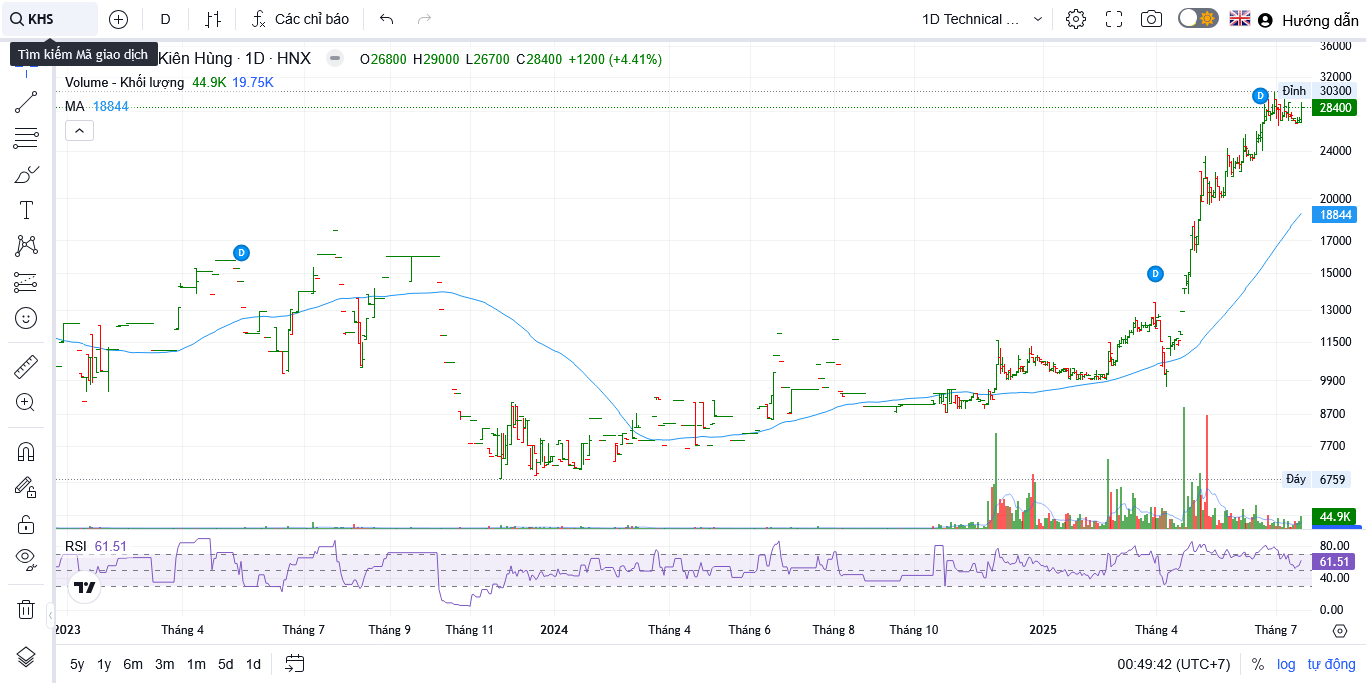 KHS
D
Các chỉ báo
1D Technical ...
Hướng dẫn
Tìm kiếm Mã giao dịch
Kiên Hùng · 1D · HNX
O26800 H29000 L26700 C28400 +1200 (+4.41%)
Volume - Khối lượng 44.9K 19.75K
MA 18844
D
D
D
36000
32000
Đỉnh 30300
28400
24000
20000
18844
17000
15000
13000
11500
9900
8700
7700
Đáy 6759
44.9K
RSI 61.51
80.00
61.51
40.00
0.00
2023
Tháng 4
Tháng 7
Tháng 9
Tháng 11
2024
Tháng 4
Tháng 6
Tháng 8
Tháng 10
2025
Tháng 4
Tháng 7
5y 1y 6m 3m 1m 5d 1d
00:49:42 (UTC+7)
% log tự động